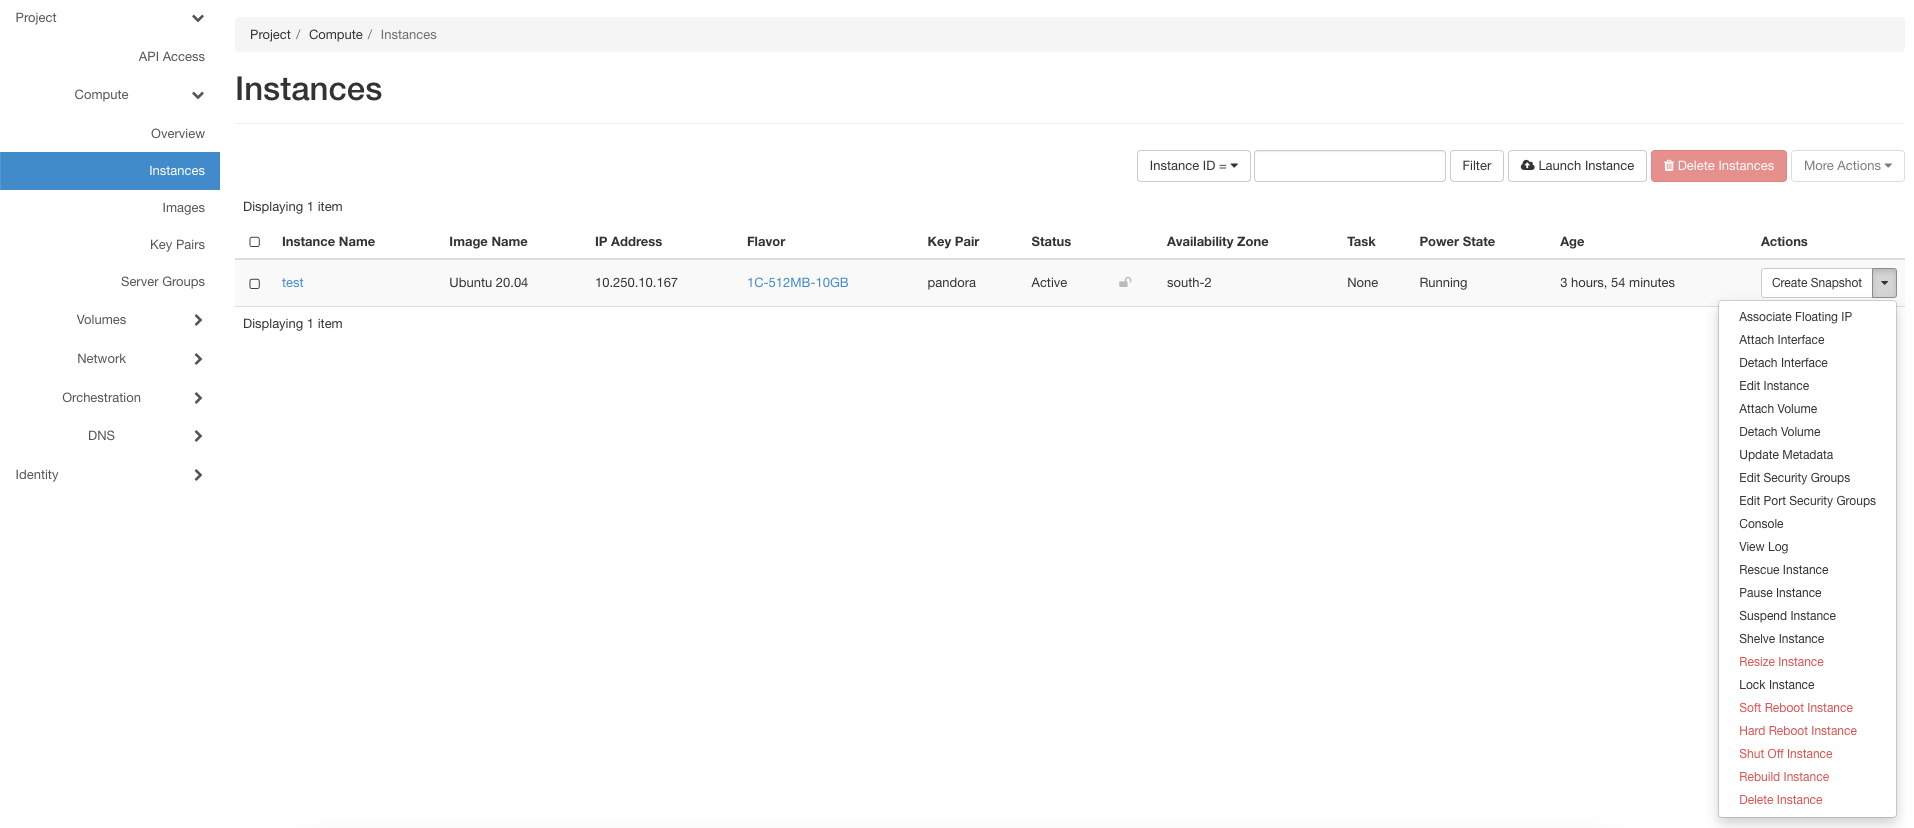 Project
API Access
Compute
Overview
Instances
Images
Key Pairs
Server Groups
Volumes
Network
Orchestration
DNS
Identity
Project / Compute / Instances
Instances
Instance ID = Filter Launch Instance Delete Instances More Actions
Displaying 1 item
Instance Name Image Name IP Address Flavor Key Pair Status Availability Zone Task Power State Age Actions
test Ubuntu 20.04 10.250.10.167 1C-512MB-10GB pandora Active south-2 None Running 3 hours, 54 minutes Create Snapshot
Displaying 1 item
Associate Floating IP
Attach Interface
Detach Interface
Edit Instance
Attach Volume
Detach Volume
Update Metadata
Edit Security Groups
Edit Port Security Groups
Console
View Log
Rescue Instance
Pause Instance
Suspend Instance
Shelve Instance
Resize Instance
Lock Instance
Soft Reboot Instance
Hard Reboot Instance
Shut Off Instance
Rebuild Instance
Delete Instance